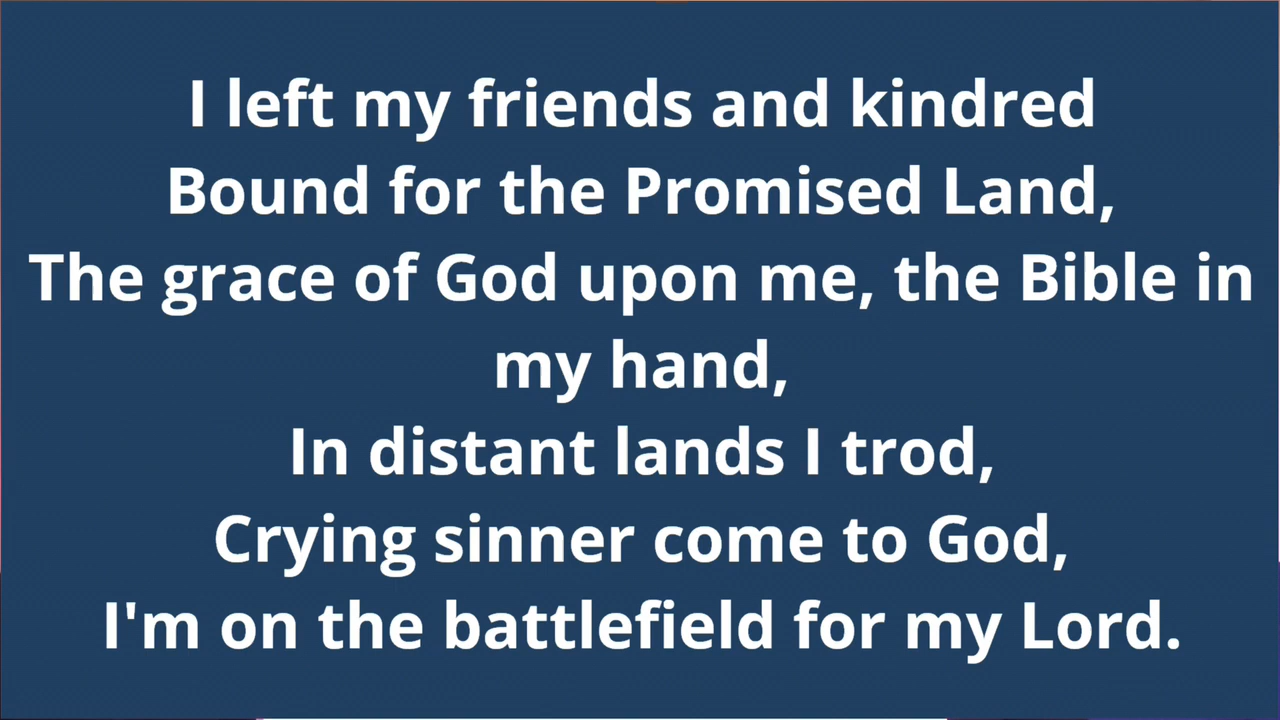 I left my friends and kindred
Bound for the Promised Land,
The grace of God upon me, the Bible in
my hand,
In distant lands I trod,
Crying sinner come to God,
I'm on the battlefield for my Lord.